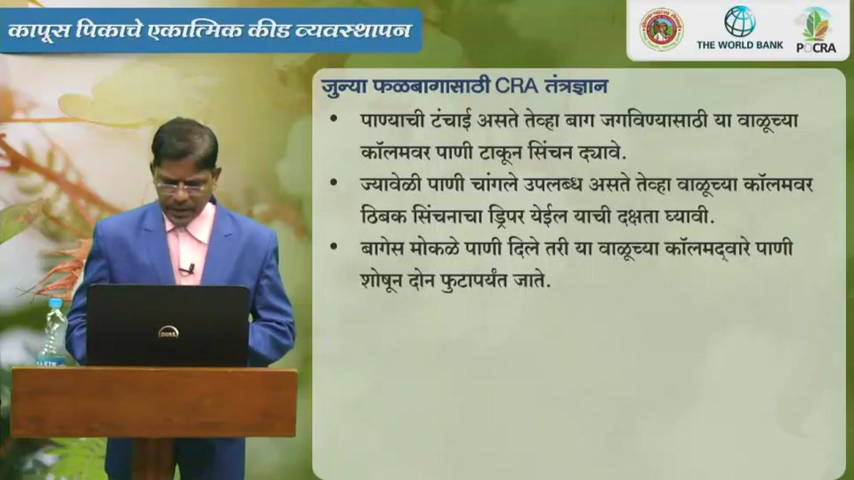 कापूस पिकाचे एकात्मिक कीड व्यवस्थापन
THE WORLD BANK
POCRA
जुन्या फळबागासाठी CRA तंत्रज्ञान
• पाण्याची टंचाई असते तेव्हा बाग जगविण्यासाठी या वाळूच्या
कॉलमवर पाणी टाकून सिंचन द्यावे.
• ज्यावेळी पाणी चांगले उपलब्ध असते तेव्हा वाळूच्या कॉलमवर
ठिबक सिंचनाचा ड्रिपर येईल याची दक्षता घ्यावी.
• बागेस मोकळे पाणी दिले तरी या वाळूच्या कॉलमद्‌वारे पाणी
शोषून दोन फुटापर्यंत जाते.
DELL